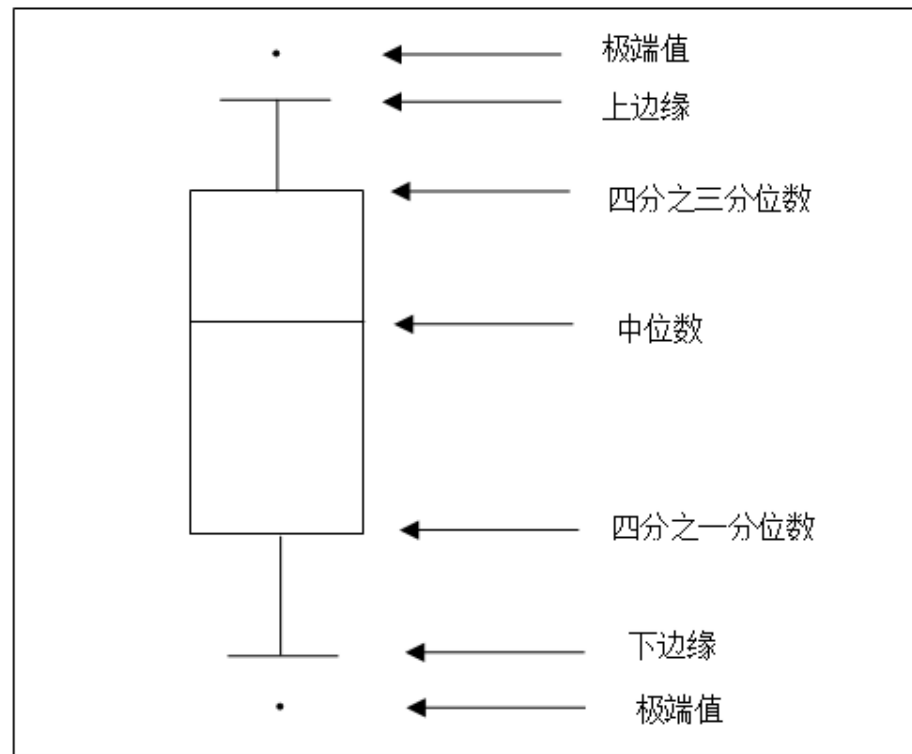 极端值
上边缘
四分之三分位数
中位数
四分之一分位数
下边缘
极端值